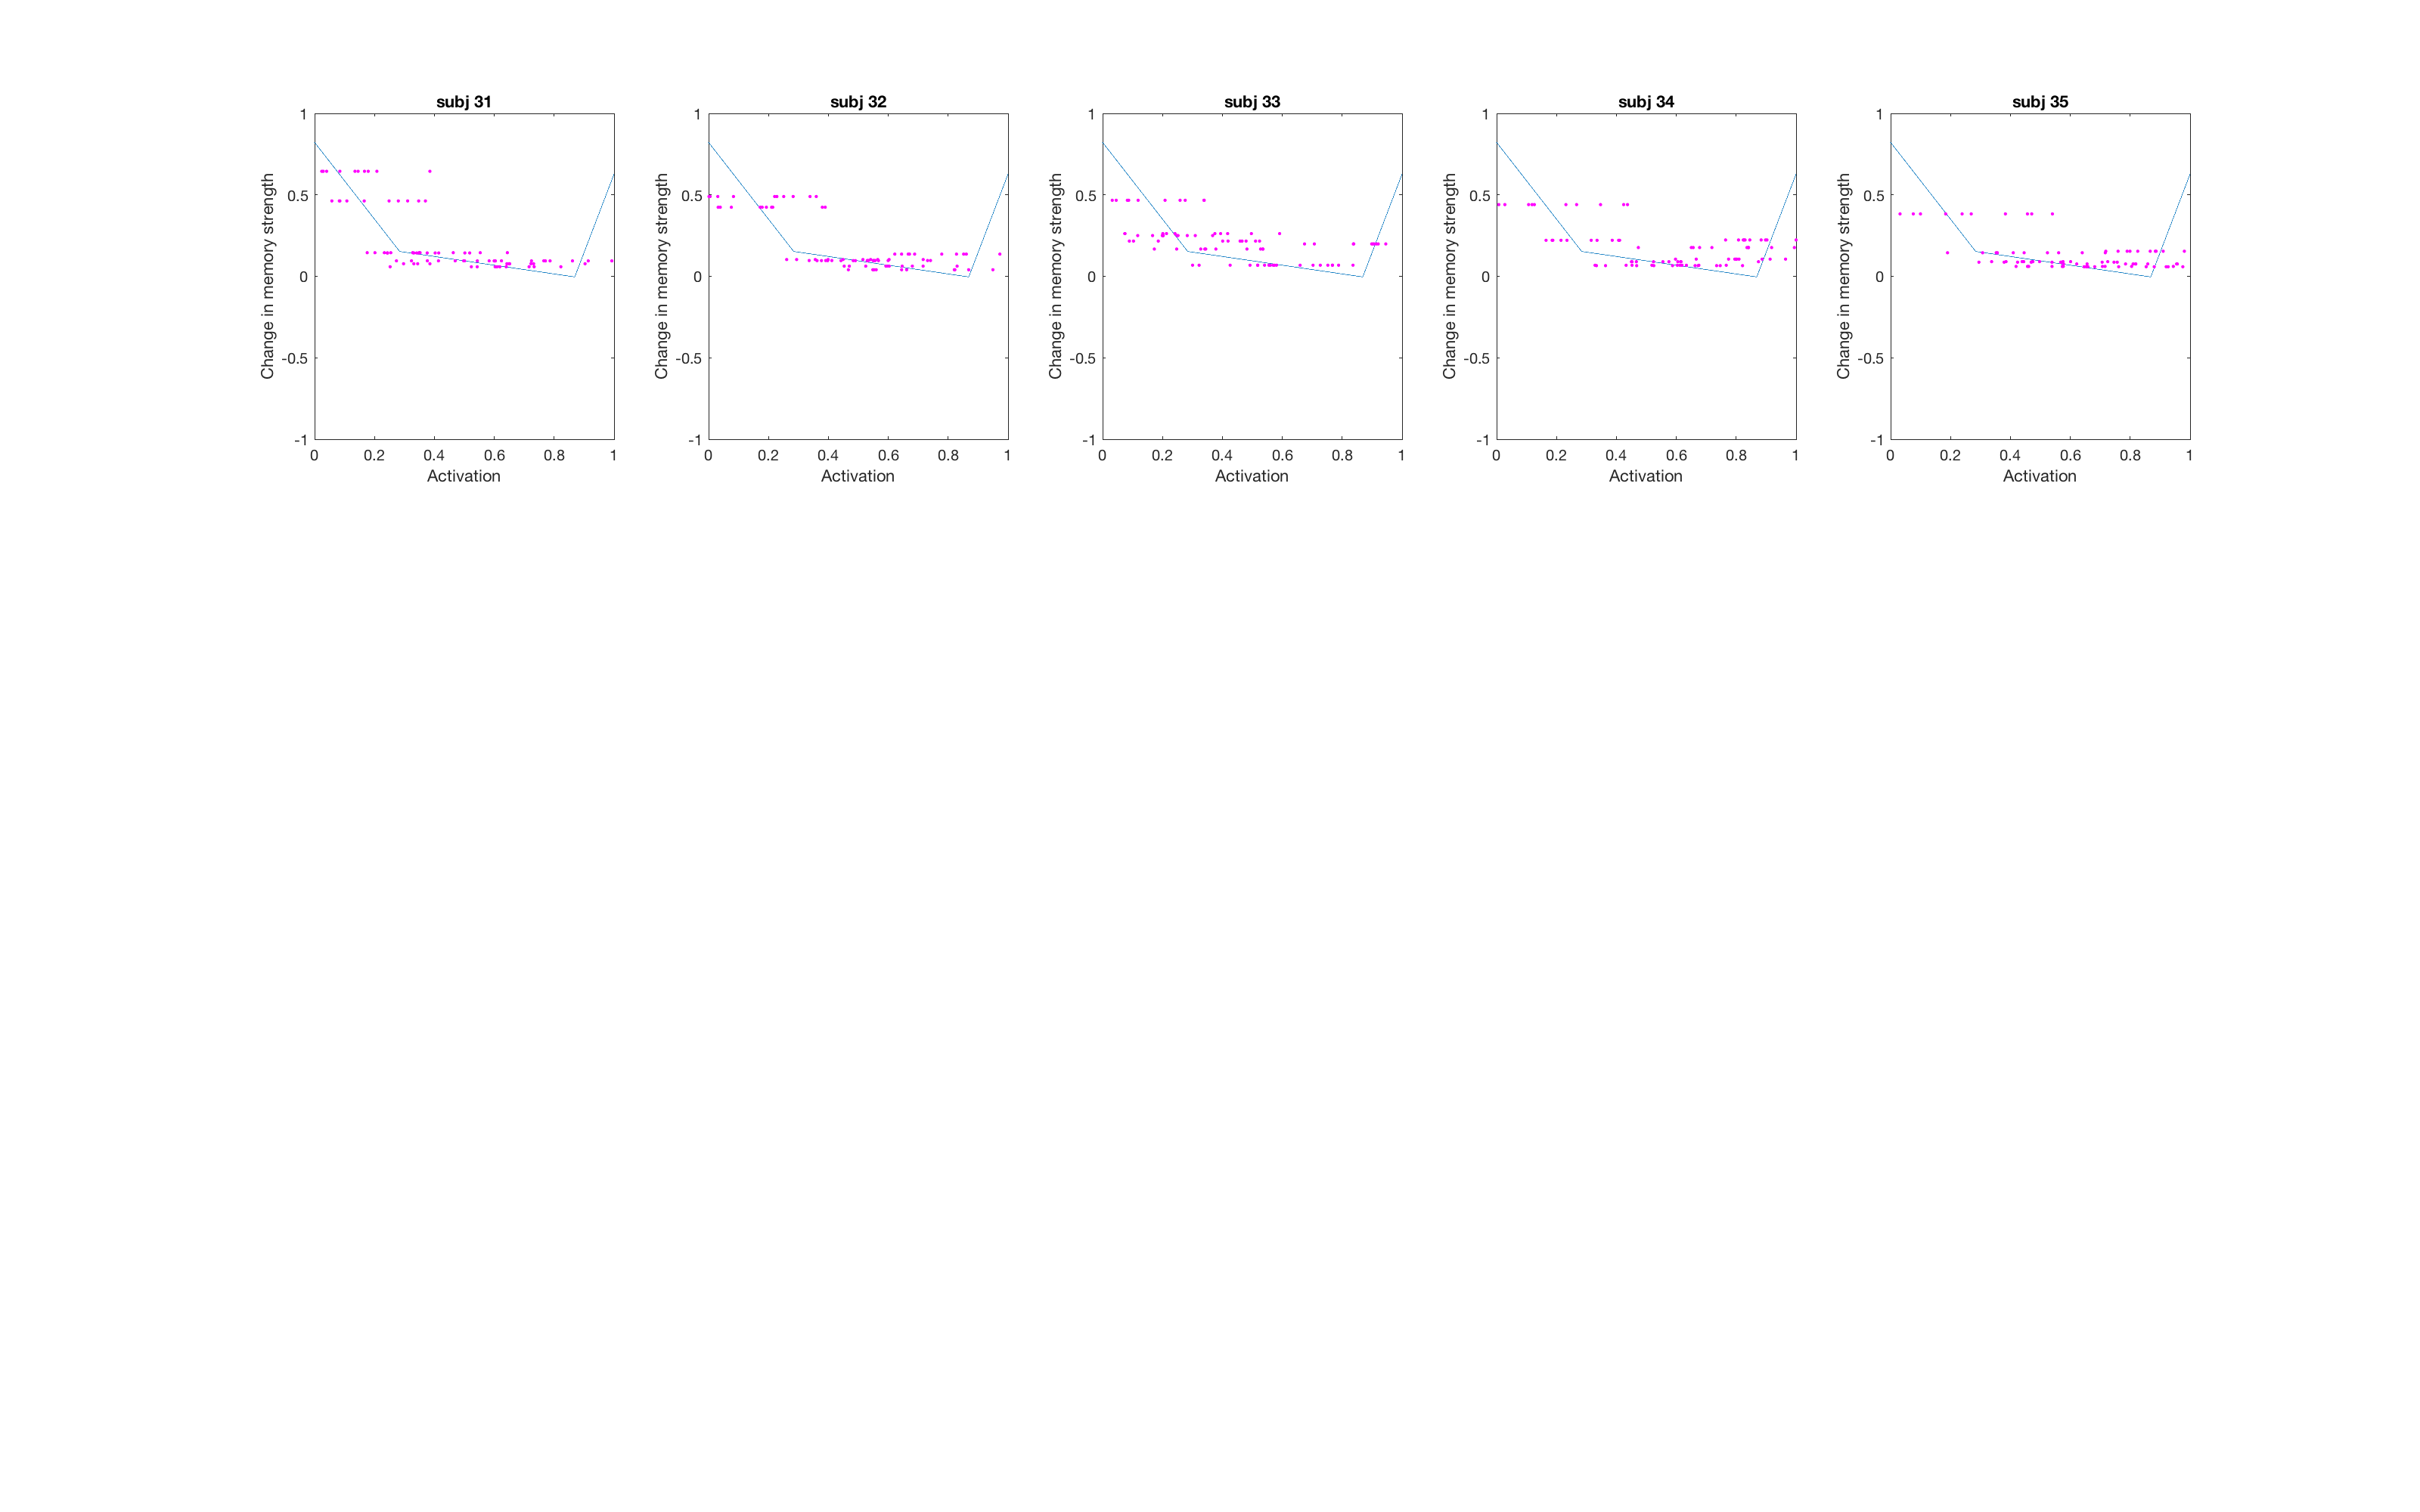 subj 31 subj 32 subj 33 subj 34 subj 35
1 1 1 1 1
0.5 0.5 0.5 0.5 0.5
Change in memory strength Change in memory strength Change in memory strength Change in memory strength Change in memory strength
0 0 0 0 0
-0.5 -0.5 -0.5 -0.5 -0.5
-1 -1 -1 -1 -1
0 0.2 0.4 0.6 0.8 1 0 0.2 0.4 0.6 0.8 1 0 0.2 0.4 0.6 0.8 1 0 0.2 0.4 0.6 0.8 1 0 0.2 0.4 0.6 0.8 1
Activation Activation Activation Activation Activation